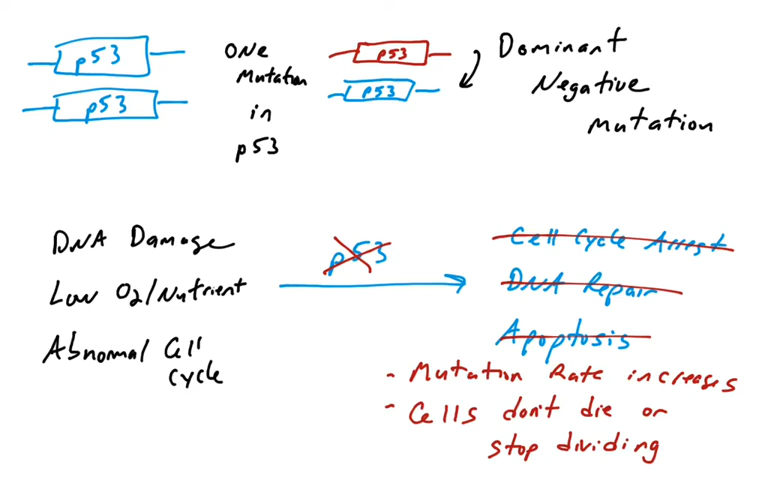 p53
p53
ONe
Mutation
in
p53
p53
p53
Dominant
Negative
Mutation
DNA Damage
Low O2/Nutrient
Abnormal Cell
cycle
p53
Cell Cycle Arrest
DNA Repair
Apoptosis
- Mutation Rate increases
- Cells don't die or
stop dividing